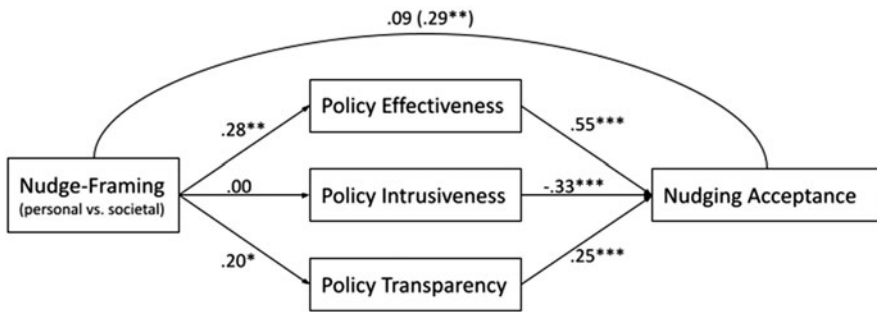 .09 (.29**)
Policy Effectiveness
.28**
.55***
Nudge-Framing
(personal vs. societal)
.00
Policy Intrusiveness
-.33***
Nudging Acceptance
.20*
.25***
Policy Transparency